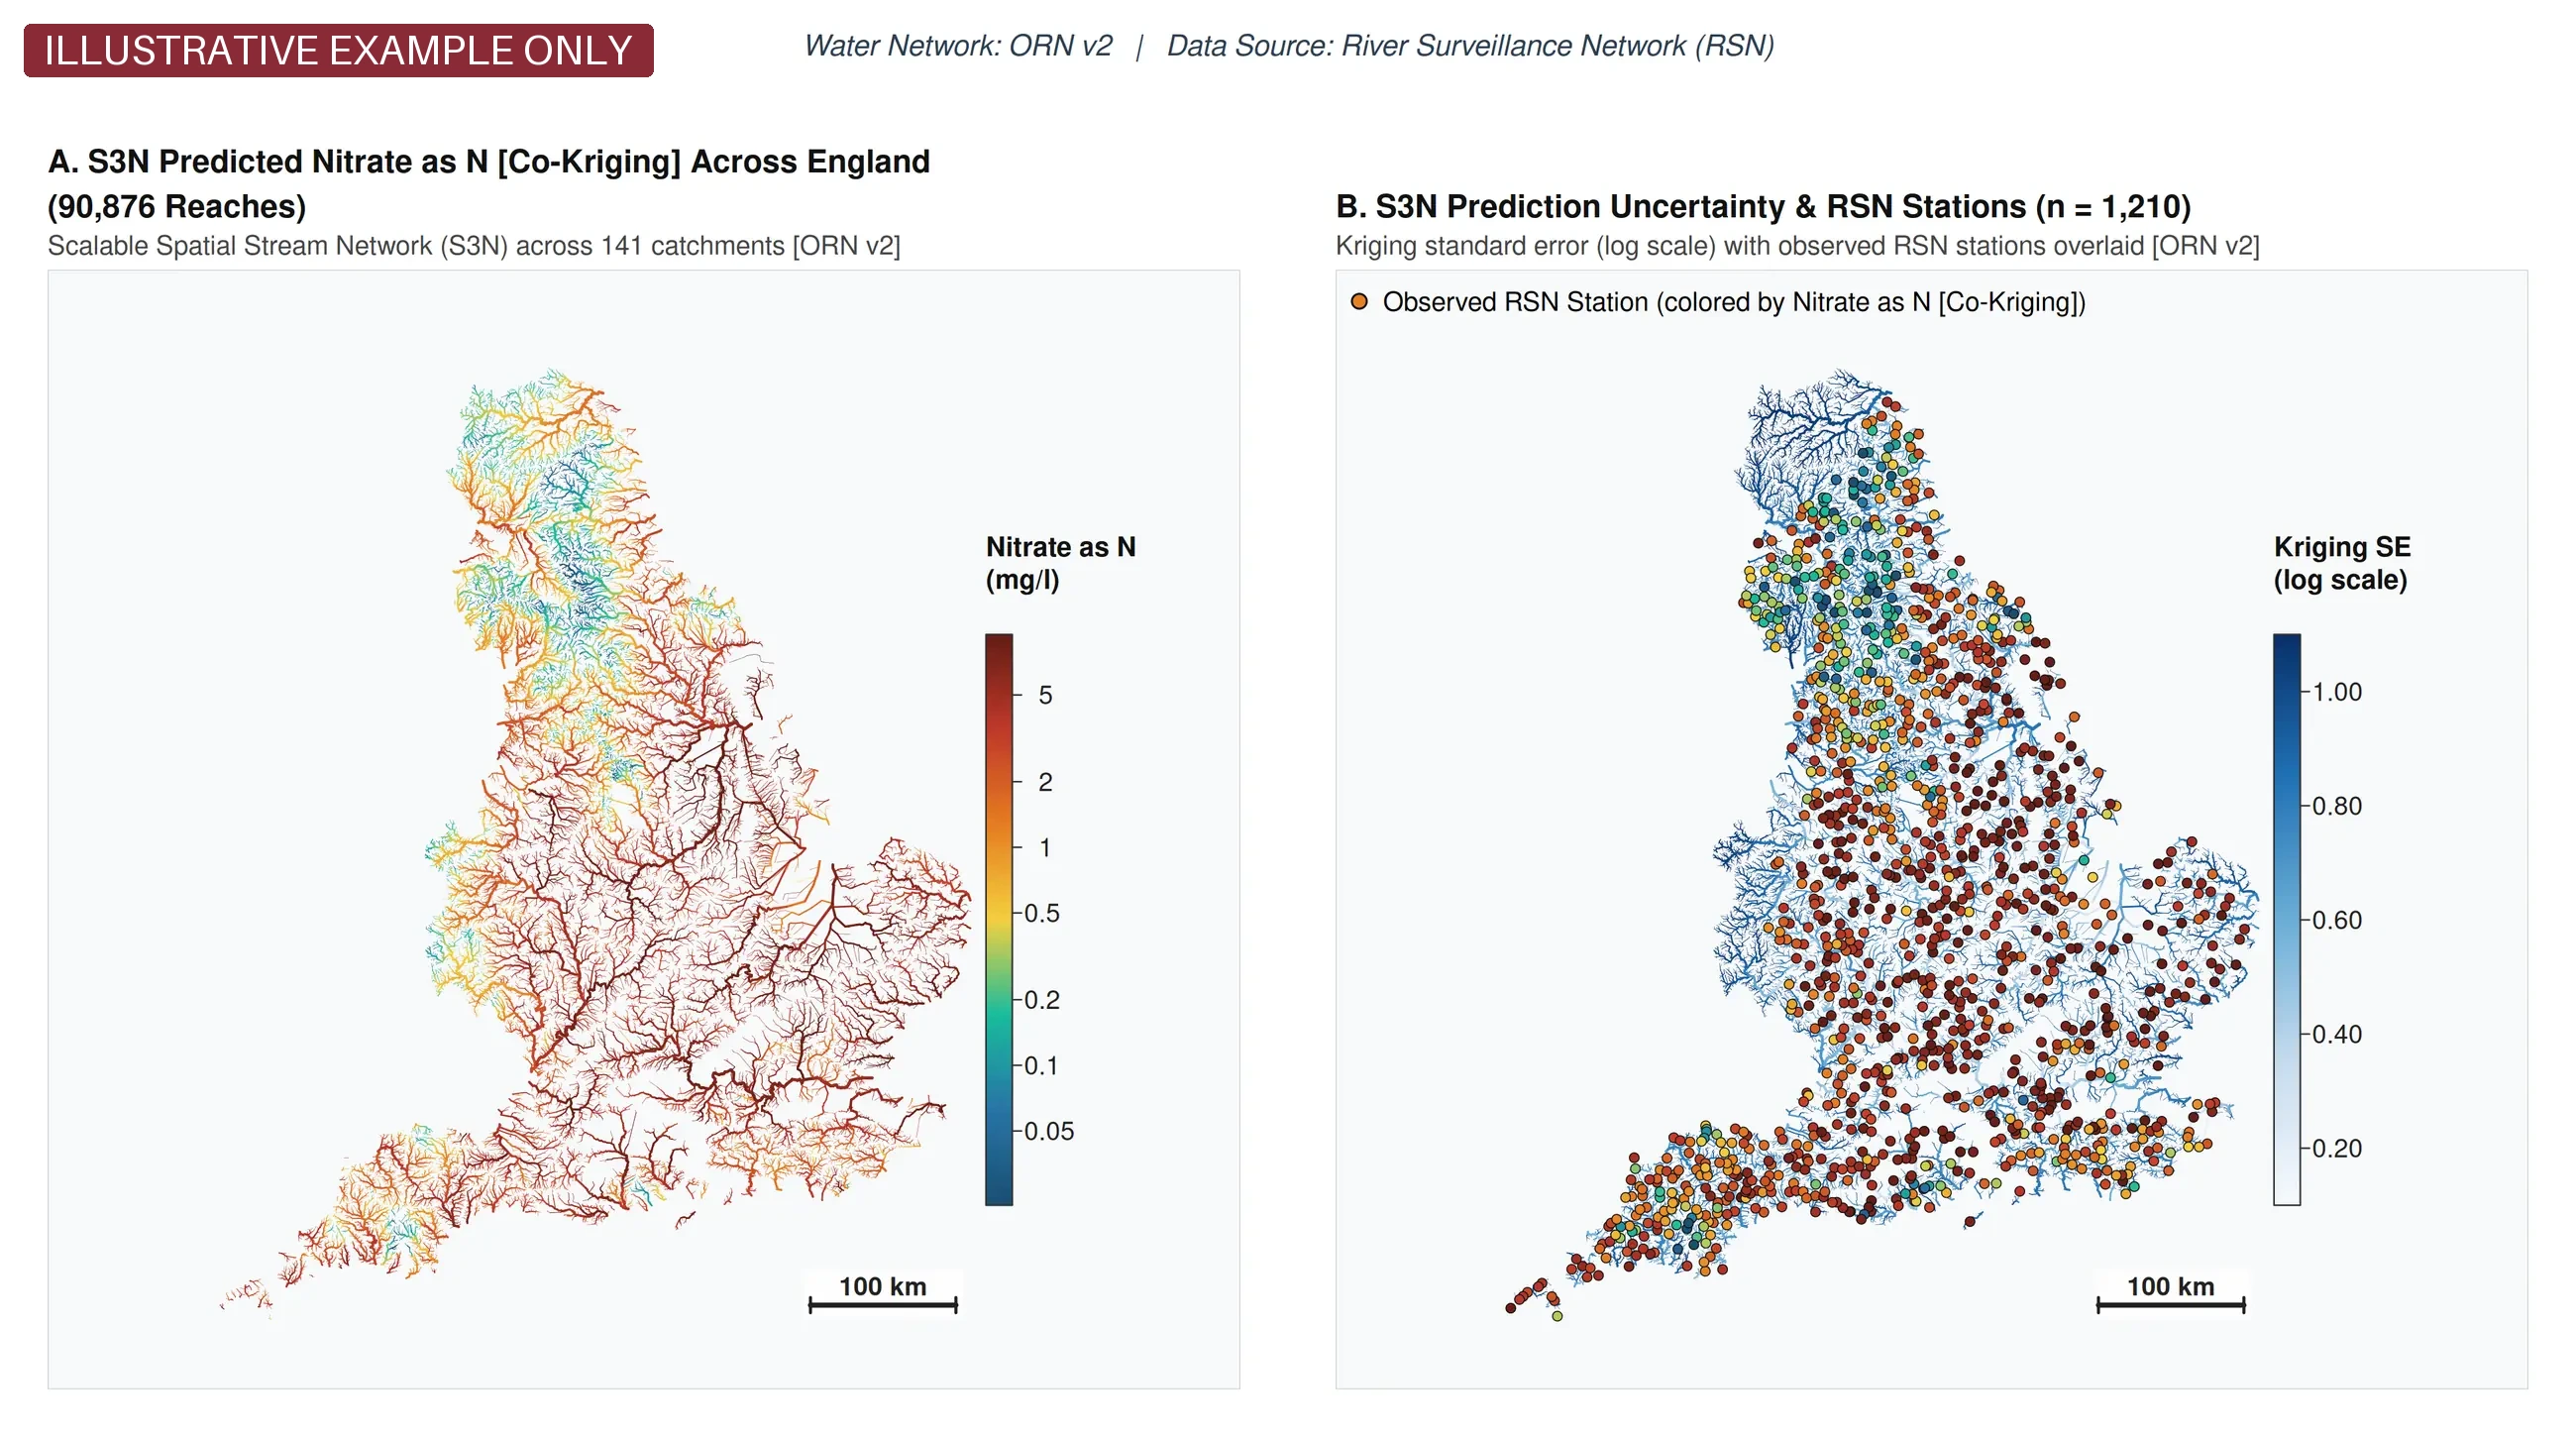 ILLUSTRATIVE EXAMPLE ONLY
Water Network: ORN v2 | Data Source: River Surveillance Network (RSN)
A. S3N Predicted Nitrate as N [Co-Kriging] Across England
(90,876 Reaches)
Scalable Spatial Stream Network (S3N) across 141 catchments [ORN v2]
Nitrate as N
(mg/l)
5
2
1
0.5
0.2
0.1
0.05
100 km
B. S3N Prediction Uncertainty & RSN Stations (n = 1,210)
Kriging standard error (log scale) with observed RSN stations overlaid [ORN v2]
Observed RSN Station (colored by Nitrate as N [Co-Kriging])
Kriging SE
(log scale)
1.00
0.80
0.60
0.40
0.20
100 km